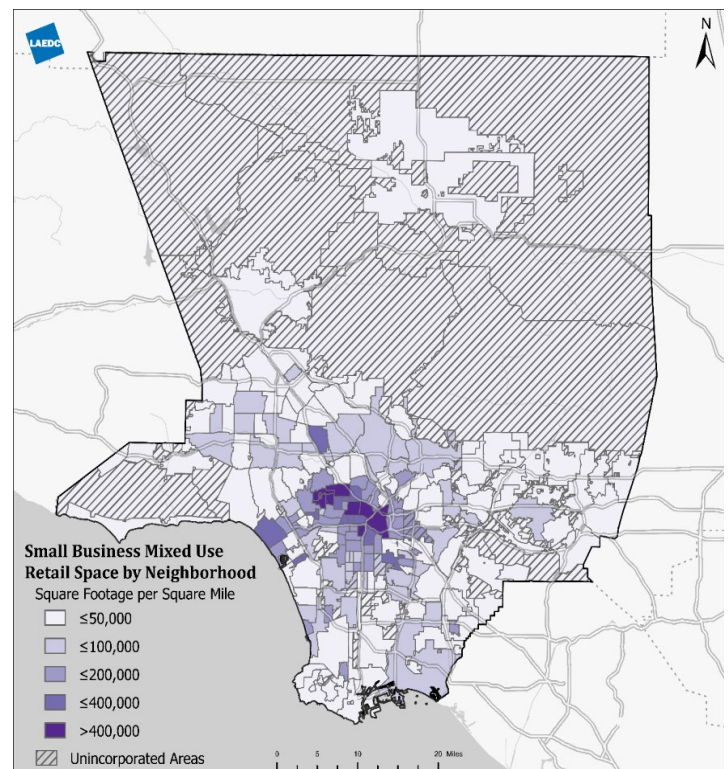 LAEDC
N
Small Business Mixed Use
Retail Space by Neighborhood
Square Footage per Square Mile
≤50,000
≤100,000
≤200,000
≤400,000
>400,000
Unincorporated Areas
0 5 10 20 Miles